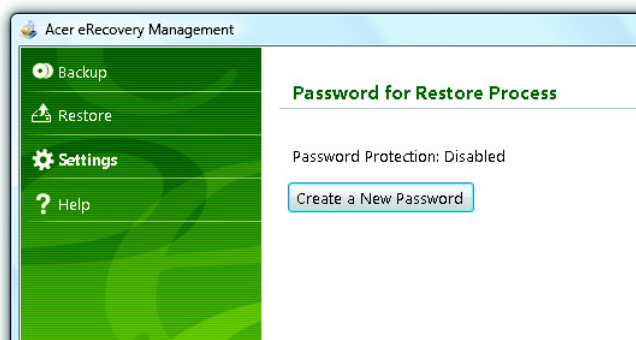 Acer eRecovery Management
Backup
Restore
Settings
? Help
Password for Restore Process
Password Protection: Disabled
Create a New Password